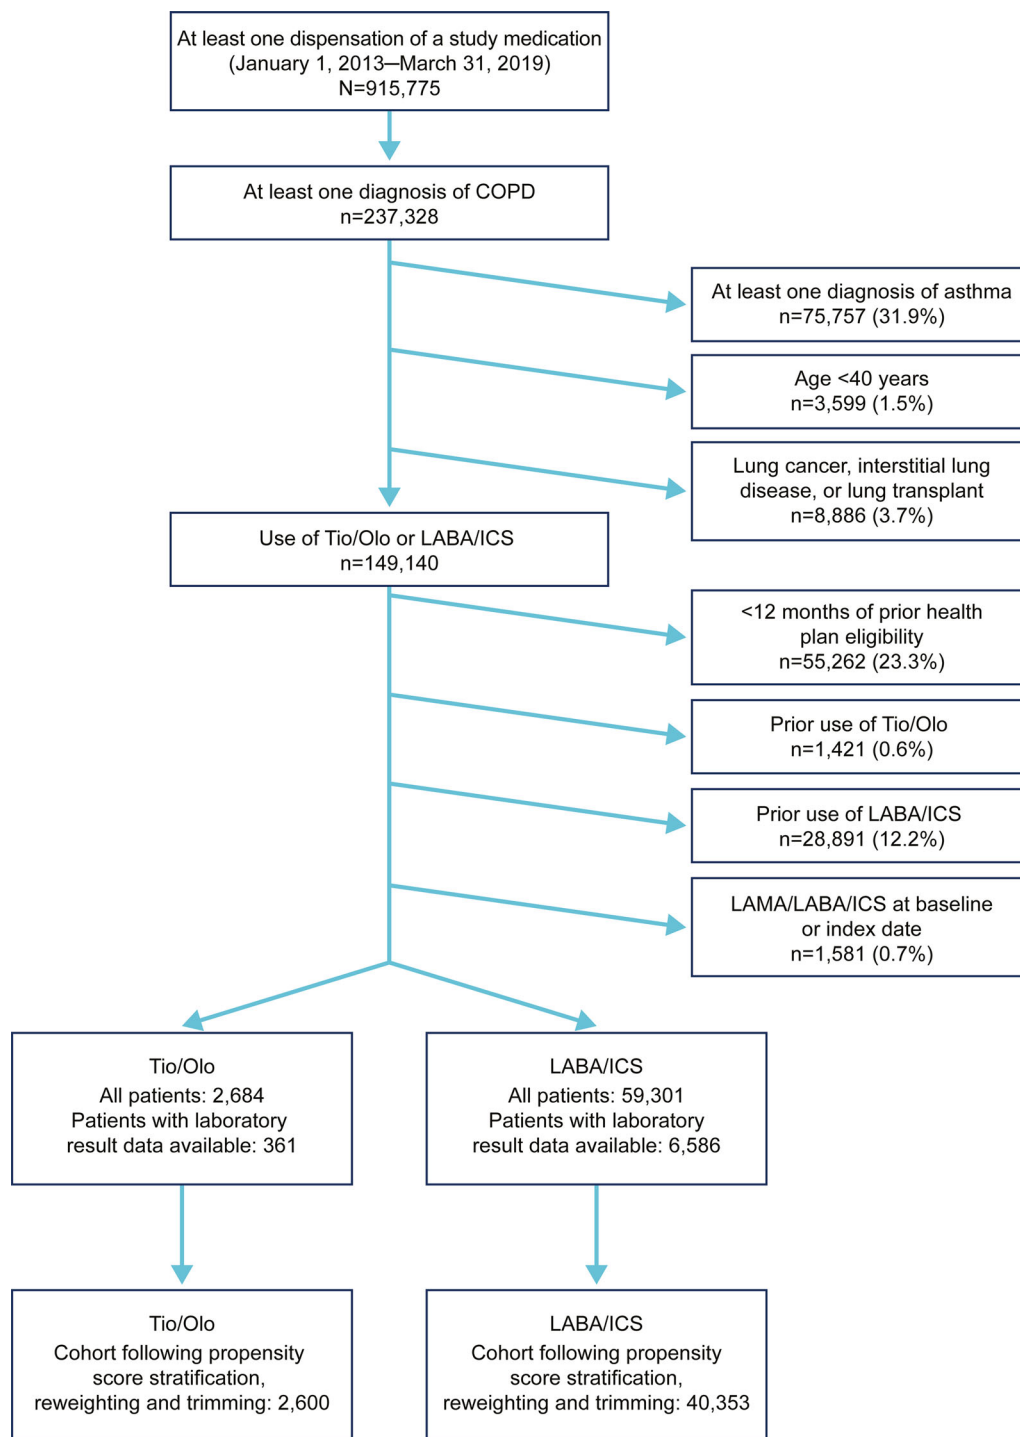 At least one dispensation of a study medication
(January 1, 2013–March 31, 2019)
N=915,775
At least one diagnosis of COPD
n=237,328
At least one diagnosis of asthma
n=75,757 (31.9%)
Age <40 years
n=3,599 (1.5%)
Lung cancer, interstitial lung
disease, or lung transplant
n=8,886 (3.7%)
Use of Tio/Olo or LABA/ICS
n=149,140
<12 months of prior health
plan eligibility
n=55,262 (23.3%)
Prior use of Tio/Olo
n=1,421 (0.6%)
Prior use of LABA/ICS
n=28,891 (12.2%)
LAMA/LABA/ICS at baseline
or index date
n=1,581 (0.7%)
Tio/Olo
All patients: 2,684
Patients with laboratory
result data available: 361
LABA/ICS
All patients: 59,301
Patients with laboratory
result data available: 6,586
Tio/Olo
Cohort following propensity
score stratification,
reweighting and trimming: 2,600
LABA/ICS
Cohort following propensity
score stratification,
reweighting and trimming: 40,353